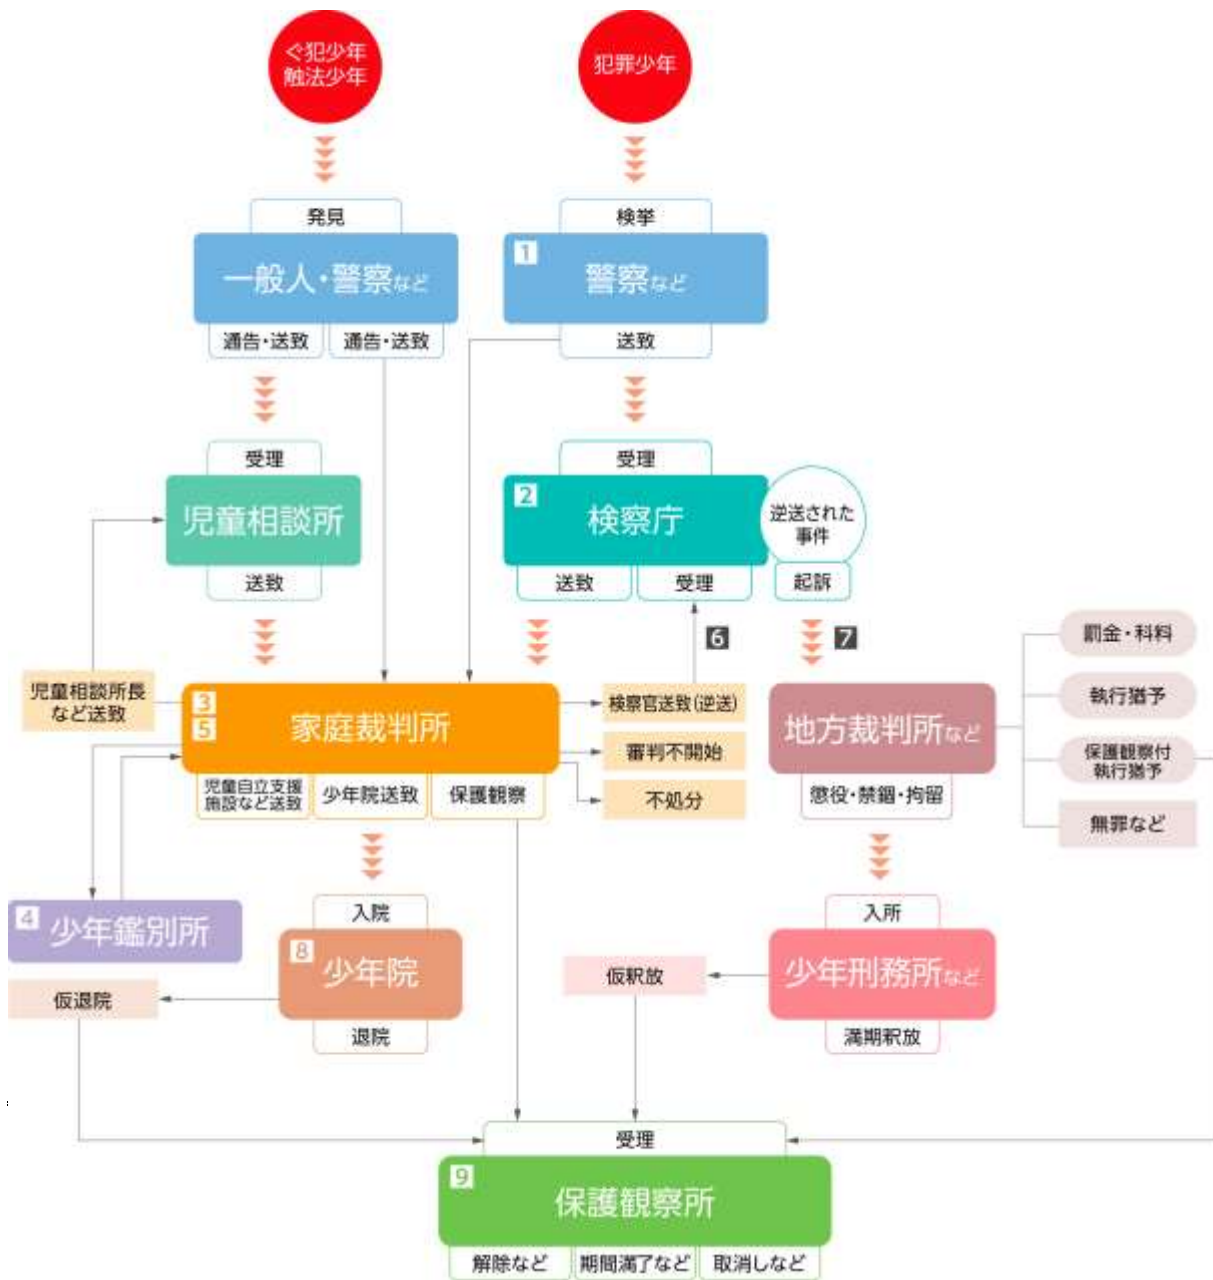 ぐ犯少年
触法少年
犯罪少年
発見
一般人・警察など
通告・送致
通告・送致
検挙
1
警察など
送致
受理
児童相談所
送致
受理
2
検察庁
送致
受理
逆送された
事件
起訴
6
7
罰金・科料
執行猶予
保護観察付
執行猶予
無罪など
児童相談所長
など送致
3
5
家庭裁判所
児童自立支援
施設など送致
少年院送致
保護観察
検察官送致(逆送)
審判不開始
不処分
地方裁判所など
懲役・禁錮・拘留
4
少年鑑別所
入院
8
少年院
退院
仮退院
入所
少年刑務所など
満期釈放
仮釈放
受理
9
保護観察所
解除など
期間満了など
取消しなど